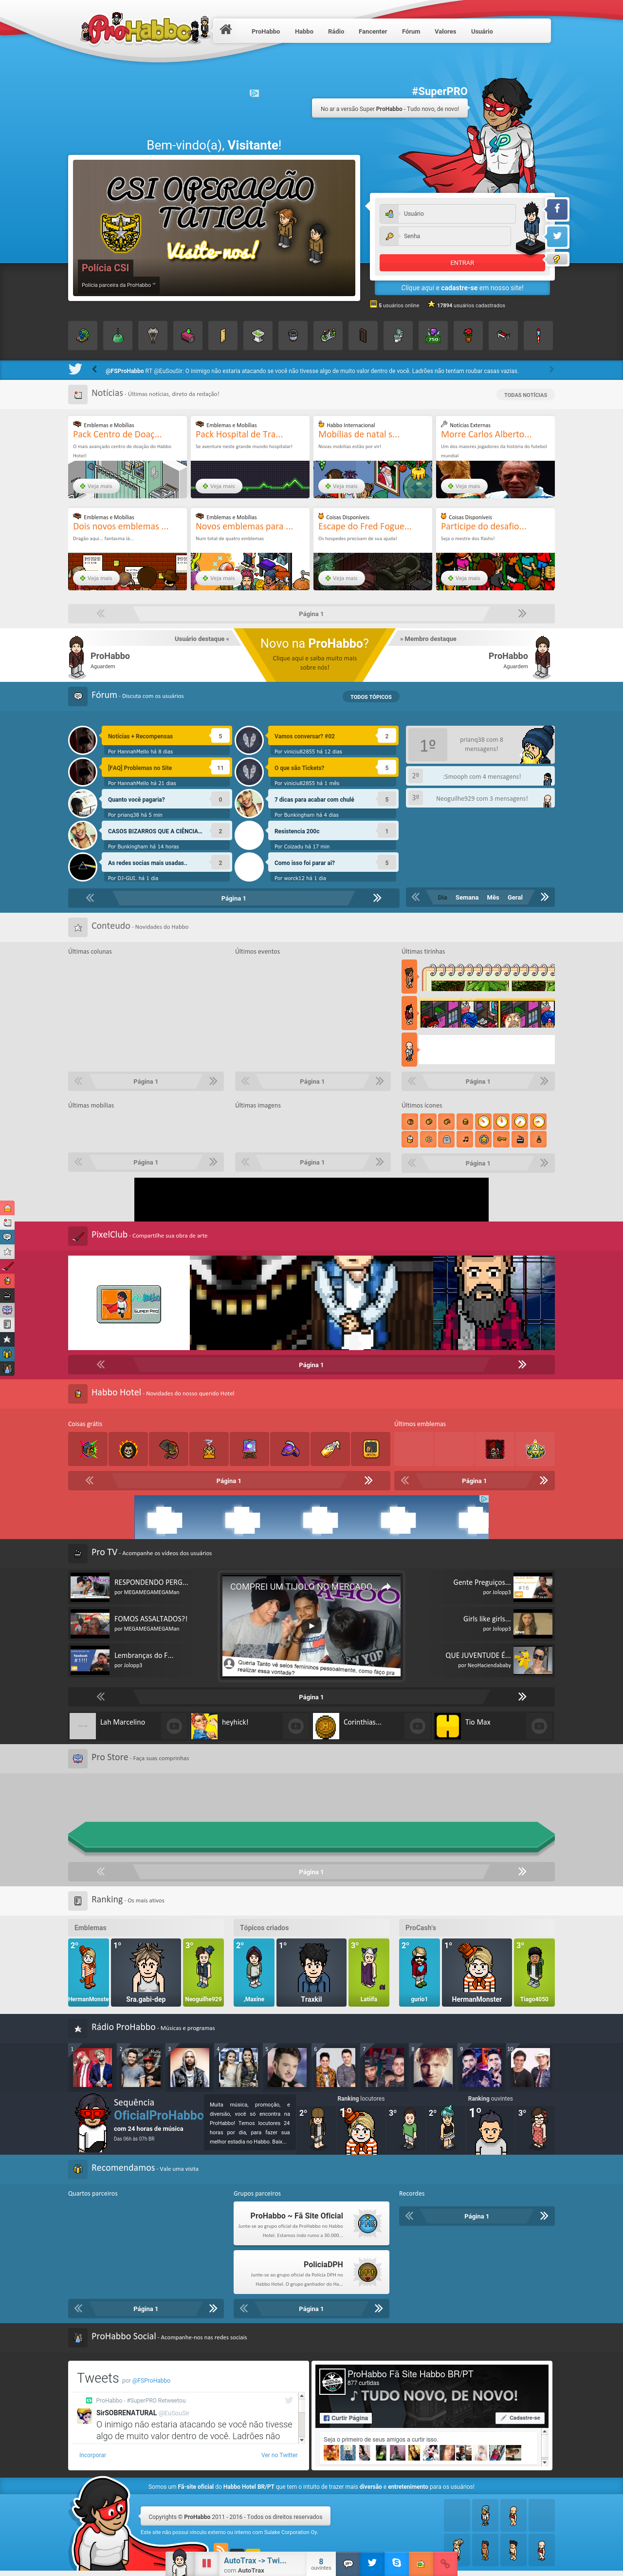 ProHabbo
ProHabbo Habbo Rádio Fancenter Fórum Valores Usuário
#SuperPRO
No ar a versão Super ProHabbo - Tudo novo, de novo!
Bem-vindo(a), Visitante!
CSI OPERAÇÃO
TÁTICA
Visite-nos!
Polícia CSI
Polícia parceira da ProHabbo ™
Usuário
Senha
ENTRAR
Clique aqui e cadastre-se em nosso site!
5 usuários online 17894 usuários cadastrados
@FSProHabbo RT @EuSouSir: O inimigo não estaria atacando se você não tivesse algo de muito valor dentro de você. Ladrões não tentam roubar casas vazias.
Notícias - Últimas notícias, direto da redação!
TODAS NOTÍCIAS
Emblemas e Mobílias
Pack Centro de Doaç...
O mais avançado centro de doação do Habbo Hotel!
Veja mais
Emblemas e Mobílias
Pack Hospital de Tra...
Se aventure neste grande mundo hospitalar!
Veja mais
Habbo Internacional
Mobílias de natal s...
Novas mobílias estão por vir!
Veja mais
Notícias Externas
Morre Carlos Alberto...
Um dos maiores jogadores da história do futebol mundial
Veja mais
Emblemas e Mobílias
Dois novos emblemas ...
Dragão aqui... fantasma lá...
Veja mais
Emblemas e Mobílias
Novos emblemas para ...
Num total de quatro emblemas
Veja mais
Coisas Disponíveis
Escape do Fred Fogue...
Os hospedes precisam de sua ajuda!
Veja mais
Coisas Disponíveis
Participe do desafio...
Seja o mestre dos flashs!
Veja mais
Página 1
Usuário destaque «
ProHabbo
Aguardem
Novo na ProHabbo?
Clique aqui e saiba muito mais
sobre nós!
» Membro destaque
ProHabbo
Aguardem
Fórum - Discuta com os usuários
TODOS TÓPICOS
Notícias + Recompensas 5
Por HannahMello há 8 dias
Vamos conversar? #02 2
Por viniciu82855 há 12 dias
[FAQ] Problemas no Site 11
Por HannahMello há 21 dias
O que são Tickets? 5
Por viniciu82855 há 1 mês
Quanto você pagaria? 0
Por prianq38 há 5 min
7 dicas para acabar com chulé 5
Por Bunkingham há 4 dias
CASOS BIZARROS QUE A CIÊNCIA... 2
Por Bunkingham há 14 horas
Resistencia 200c 1
Por Coizadu há 17 min
As redes socias mais usadas.. 2
Por DJ-GUI. há 1 dia
Como isso foi parar aí? 5
Por worck12 há 1 dia
Página 1
1º prianq38 com 8
mensagens!
2º :Smooph com 4 mensagens!
3º Neoguilhe929 com 3 mensagens!
Dia Semana Mês Geral
Conteudo - Novidades do Habbo
Últimas colunas
Últimos eventos
Últimas tirinhas
Página 1
Página 1
Página 1
Últimas mobílias
Últimas imagens
Últimos ícones
Página 1
Página 1
Página 1
PixelClub - Compartilhe sua obra de arte
SUPER PRO
Página 1
Habbo Hotel - Novidades do nosso querido Hotel
Coisas grátis
Últimos emblemas
Página 1
Página 1
Pro TV - Acompanhe os vídeos dos usuários
RESPONDENDO PERG...
por MEGAMEGAMEGAMan
FOMOS ASSALTADOS?!
por MEGAMEGAMEGAMan
Lembranças do F...
por Jolopp3
COMPREI UM TIJOLO NO MERCADO...
YAHOO
Queria Tanto vê seios femininos pessoalmente, como faço pra
realizar essa vontade?
Gente Preguiços...
por Jolopp3
Girls like girls...
por Jolopp3
QUE JUVENTUDE É...
por NeoHaciendababy
Página 1
Lah Marcelino
heyhick!
Corinthias...
Tio Max
Pro Store - Faça suas comprinhas
Página 1
Ranking - Os mais ativos
Emblemas
2º HermanMonster
1º Sra.gabi-dep
3º Neoguilhe929
Tópicos criados
2º ,Maxine
1º Traxkil
3º Latiifa
ProCash's
2º gurio1
1º HermanMonster
3º Tiago4050
Rádio ProHabbo - Músicas e programas
1 2 3 4 5 6 7 8 9 10
Sequência
OficialProHabbo
com 24 horas de música
Das 06h às 07h BR
Muita música, promoção, e
diversão, você só encontra na
ProHabbo! Temos locutores 24
horas por dia, para fazer sua
melhor estadia no Habbo. Baix...
Ranking locutores
2º 1º 3º
Ranking ouvintes
2º 1º 3º
Recomendamos - Vale uma visita
Quartos parceiros
Grupos parceiros
Recordes
ProHabbo ~ Fã Site Oficial
Junte-se ao grupo oficial da ProHabbo no Habbo
Hotel. Estamos indo rumo a 30.000...
PoliciaDPH
Junte-se ao grupo oficial da Polícia DPH no
Habbo Hotel. O grupo ganhador do Ha...
Página 1
Página 1
Página 1
ProHabbo Social - Acompanhe-nos nas redes sociais
Tweets por @FSProHabbo
ProHabbo - #SuperPRO Retweetou
SirSOBRENATURAL @EuSouSir
O inimigo não estaria atacando se você não tivesse
algo de muito valor dentro de você. Ladrões não
Incorporar Ver no Twitter
ProHabbo Fã Site Habbo BR/PT
677 curtidas
TUDO NOVO, DE NOVO!
Curtir Página
Cadastre-se
Seja o primeiro de seus amigos a curtir isso.
Somos um Fã-site oficial do Habbo Hotel BR/PT que tem o intuito de trazer mais diversão e entretenimento para os usuários!
Copyrights © ProHabbo 2011 - 2016 - Todos os direitos reservados
Este site não possui vínculo externo ou interno com Sulake Corporation Oy.
AutoTrax -> Twi...
com AutoTrax
8
ouvintes